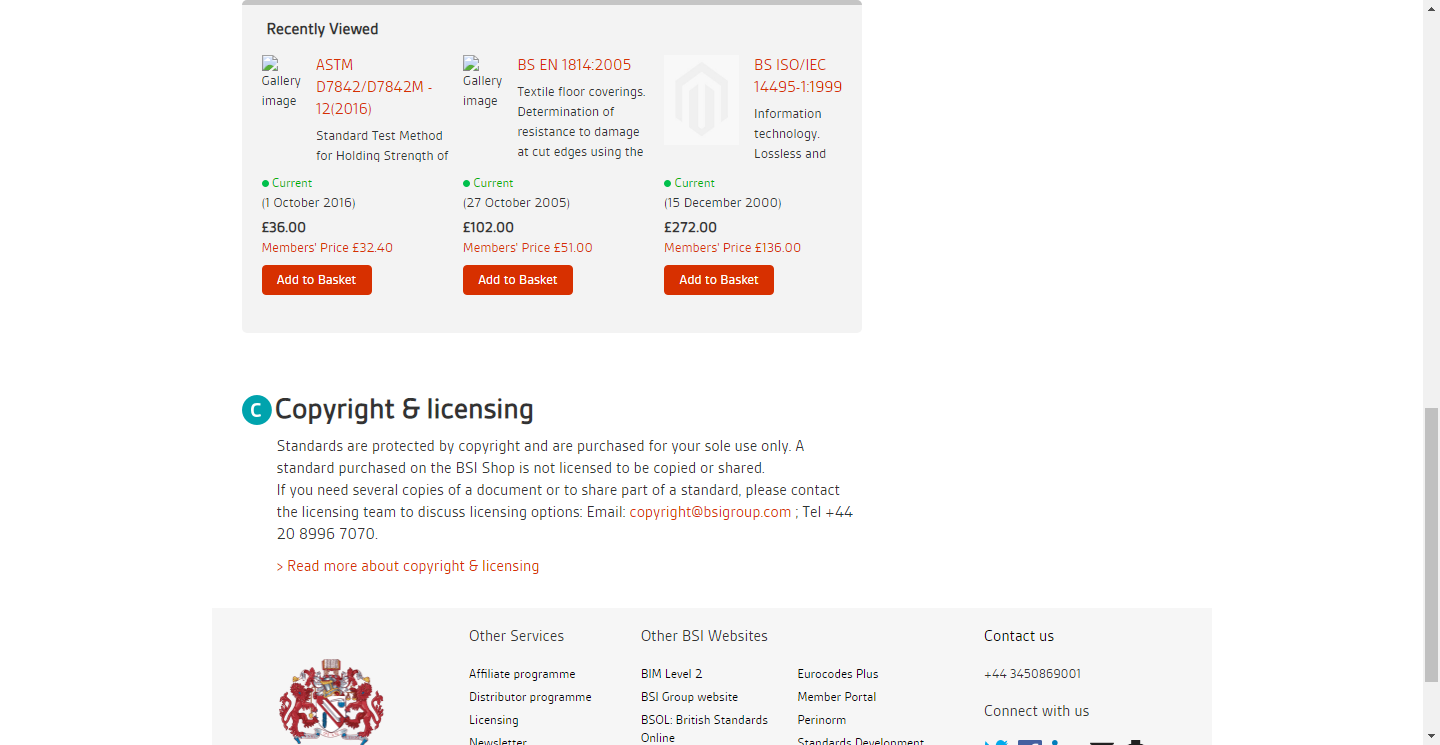 Recently Viewed
Gallery image
ASTM D7842/D7842M - 12(2016)
Standard Test Method for Holding Strength of
Current
(1 October 2016)
£36.00
Members' Price £32.40
Add to Basket
Gallery image
BS EN 1814:2005
Textile floor coverings. Determination of resistance to damage at cut edges using the
Current
(27 October 2005)
£102.00
Members' Price £51.00
Add to Basket
BS ISO/IEC 14495-1:1999
Information technology. Lossless and
Current
(15 December 2000)
£272.00
Members' Price £136.00
Add to Basket
C Copyright & licensing
Standards are protected by copyright and are purchased for your sole use only. A
standard purchased on the BSI Shop is not licensed to be copied or shared.
If you need several copies of a document or to share part of a standard, please contact
the licensing team to discuss licensing options: Email: copyright@bsigroup.com ; Tel +44
20 8996 7070.
> Read more about copyright & licensing
Other Services
Affiliate programme
Distributor programme
Licensing
Newsletter
Other BSI Websites
BIM Level 2
BSI Group website
BSOL: British Standards
Online
Eurocodes Plus
Member Portal
Perinorm
Standards Development
Contact us
+44 3450869001
Connect with us